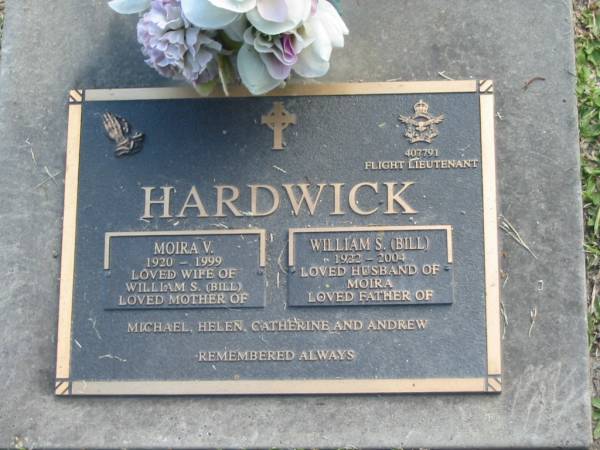 407791
FLIGHT LIEUTENANT
HARDWICK
MOIRA V.
1920 – 1999
LOVED WIFE OF
WILLIAM S. (BILL)
LOVED MOTHER OF
WILLIAM S. (BILL)
1922 – 2004
LOVED HUSBAND OF
MOIRA
LOVED FATHER OF
MICHAEL, HELEN, CATHERINE AND ANDREW
REMEMBERED ALWAYS